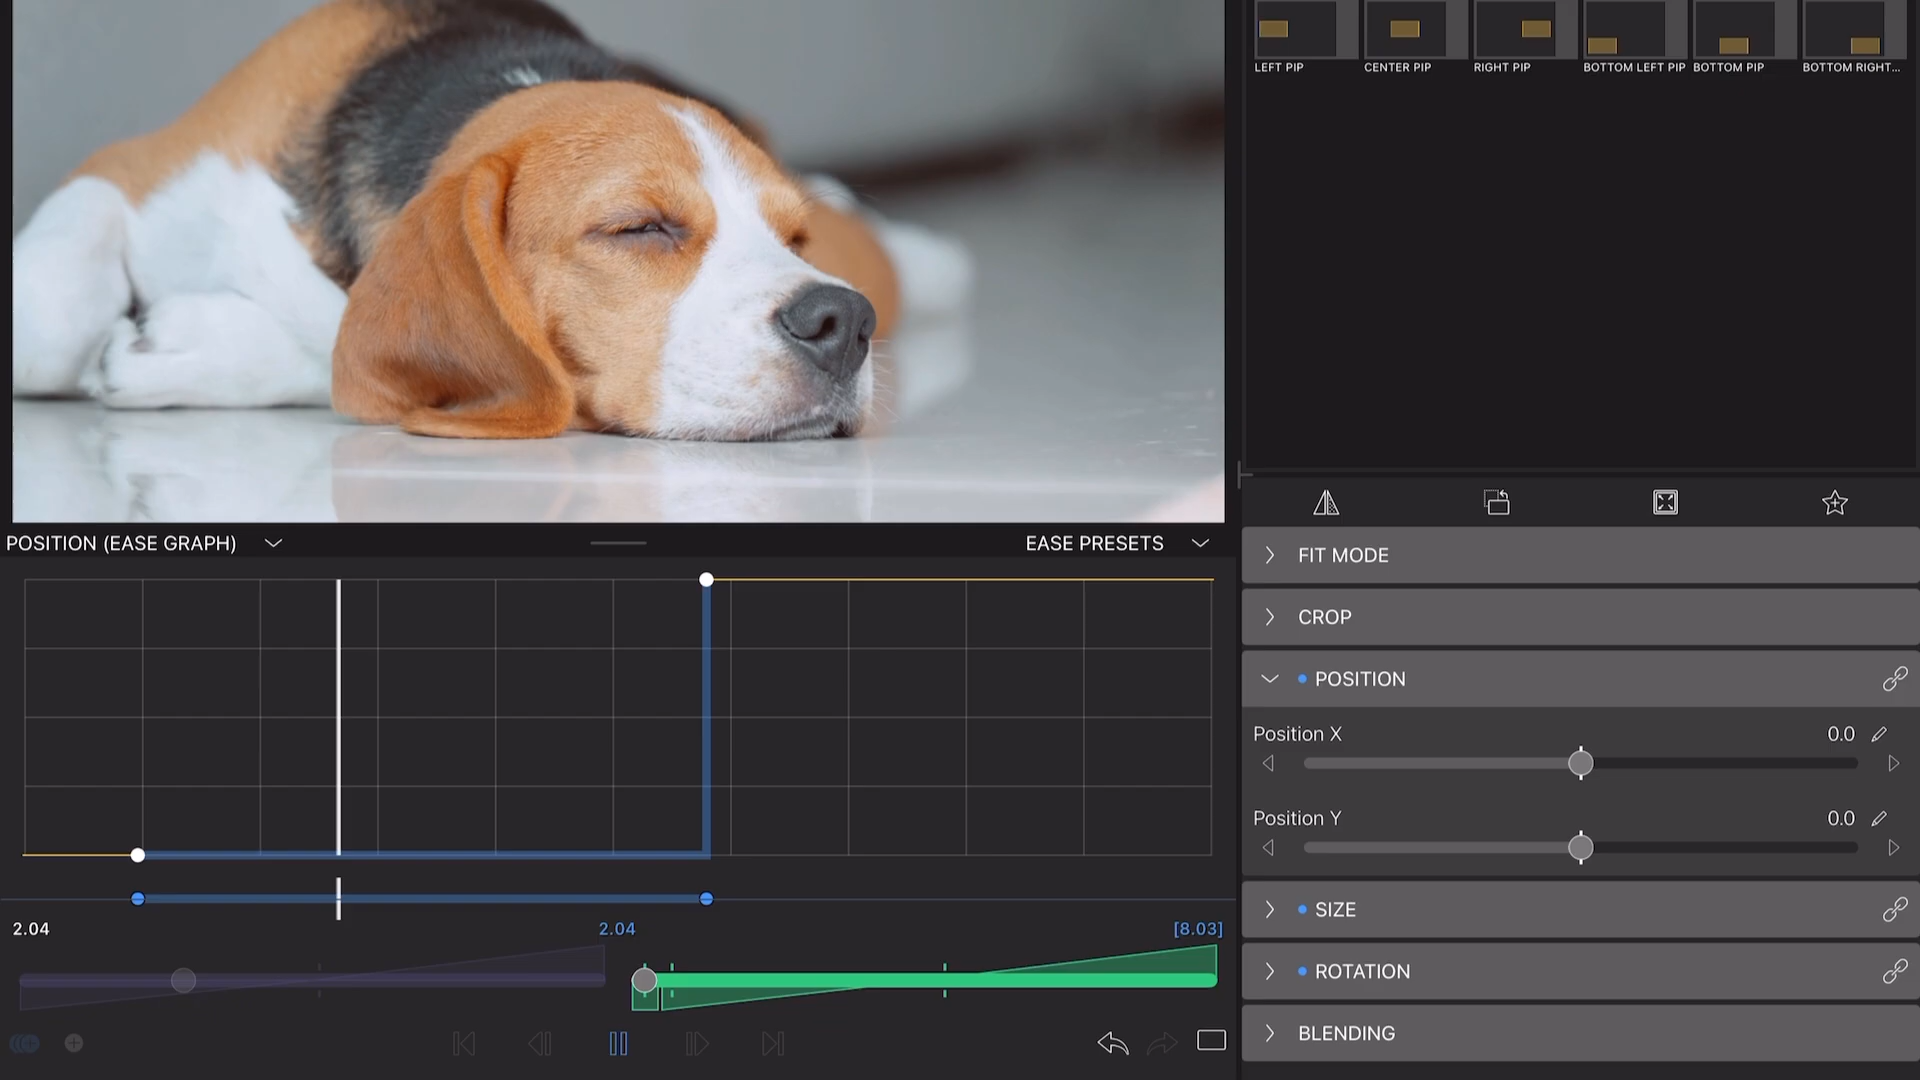 LEFT PIP CENTER PIP RIGHT PIP BOTTOM LEFT PIP BOTTOM PIP BOTTOM RIGHT...
POSITION (EASE GRAPH) EASE PRESETS
FIT MODE
CROP
POSITION
Position X 0.0
Position Y 0.0
SIZE
2.04 2.04 [8.03]
ROTATION
BLENDING